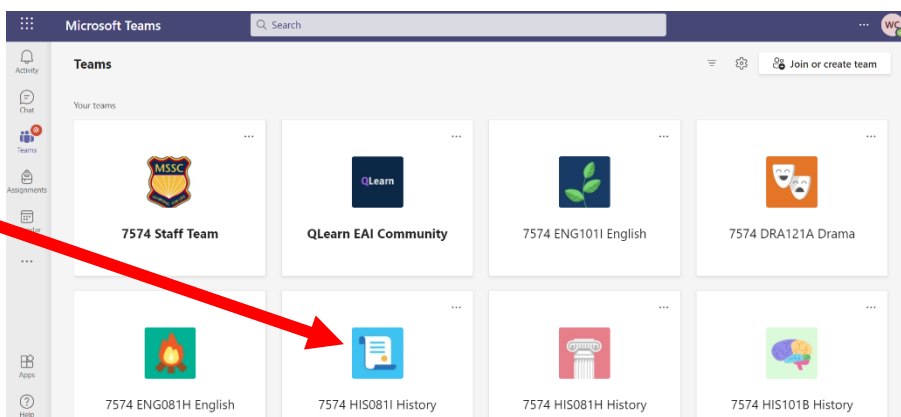 Microsoft Teams
Search
...
WC
Activity
Chat
Teams
Assignments
...
Apps
Help
Teams
Join or create team
Your teams
...
...
...
...
MSSC
QLearn
7574 Staff Team
QLearn EAI Community
7574 ENG101I English
7574 DRA121A Drama
...
...
...
...
7574 ENG081H English
7574 HIS081I History
7574 HIS081H History
7574 HIS101B History